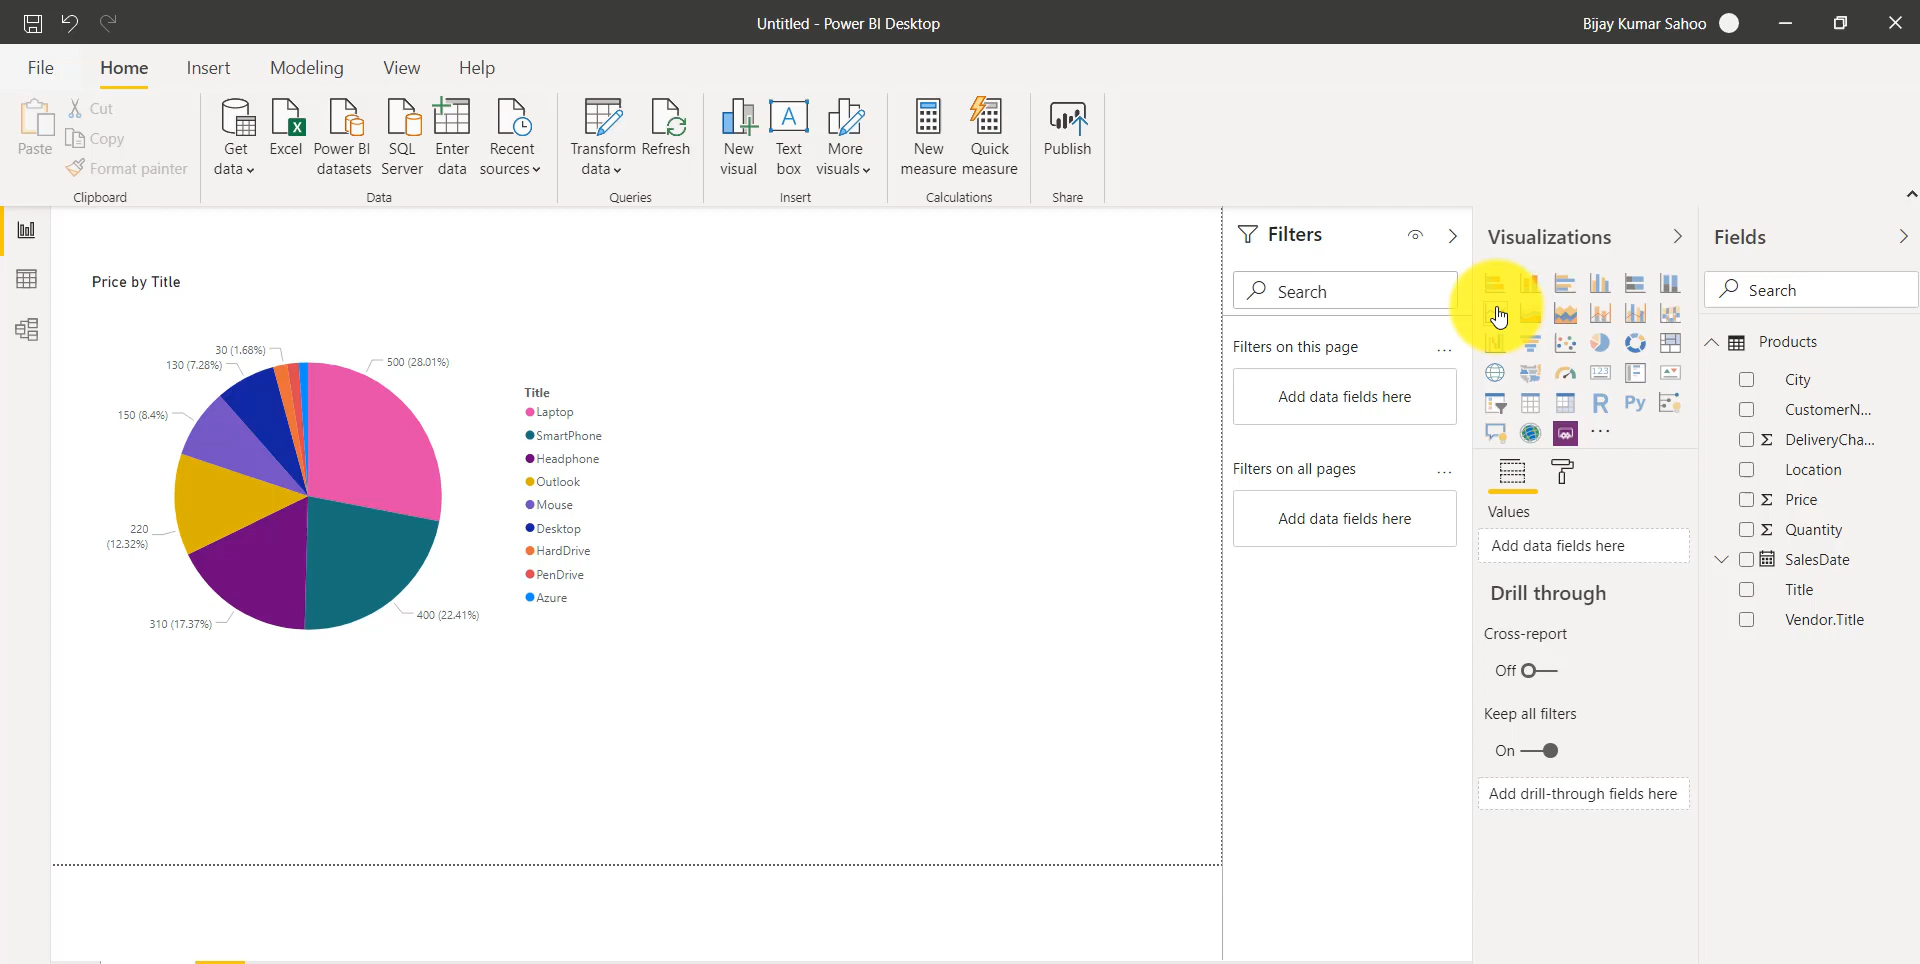 Untitled - Power BI Desktop
Bijay Kumar Sahoo
File Home Insert Modeling View Help
Paste
Cut
Copy
Format painter
Clipboard
Get data
Excel
Power BI datasets
SQL Server
Enter data
Recent sources
Data
Transform data
Refresh
Queries
New visual
Text box
More visuals
Insert
New measure
Quick measure
Calculations
Publish
Share
Price by Title
30 (1.68%)
130 (7.28%)
500 (28.01%)
150 (8.4%)
220
(12.32%)
310 (17.37%)
400 (22.41%)
Title
Laptop
SmartPhone
Headphone
Outlook
Mouse
Desktop
HardDrive
PenDrive
Azure
Filters
Search
Filters on this page
...
Add data fields here
Filters on all pages
...
Add data fields here
Visualizations
123
R
Py
...
Values
Add data fields here
Drill through
Cross-report
Off
Keep all filters
On
Add drill-through fields here
Fields
Search
Products
City
CustomerN...
Σ DeliveryCha...
Location
Σ Price
Σ Quantity
SalesDate
Title
Vendor.Title